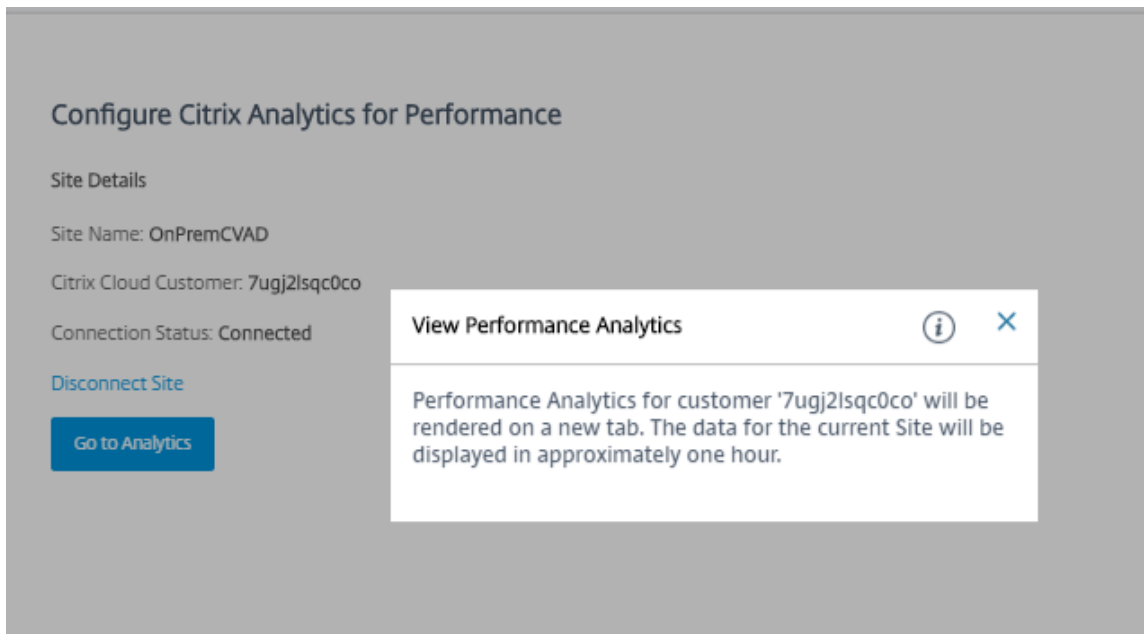 Configure Citrix Analytics for Performance
Site Details
Site Name: OnPremCVAD
Citrix Cloud Customer: 7ugj2lsqc0co
Connection Status: Connected
Disconnect Site
Go to Analytics
View Performance Analytics
Performance Analytics for customer '7ugj2lsqc0co' will be
rendered on a new tab. The data for the current Site will be
displayed in approximately one hour.